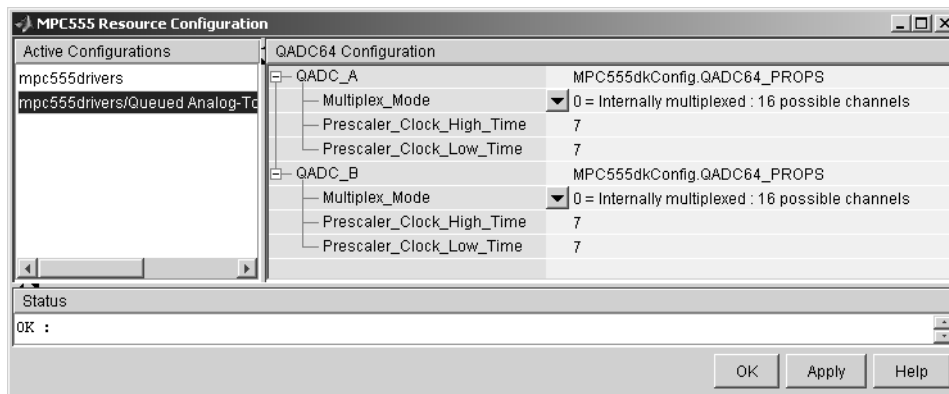 MPC555 Resource Configuration
Active Configurations
QADC64 Configuration
mpc555drivers
mpc555drivers/Queued Analog-To
QADC_A MPC555dkConfig.QADC64_PROPS
Multiplex_Mode 0 = Internally multiplexed : 16 possible channels
Prescaler_Clock_High_Time 7
Prescaler_Clock_Low_Time 7
QADC_B MPC555dkConfig.QADC64_PROPS
Multiplex_Mode 0 = Internally multiplexed : 16 possible channels
Prescaler_Clock_High_Time 7
Prescaler_Clock_Low_Time 7
Status
OK :
OK Apply Help